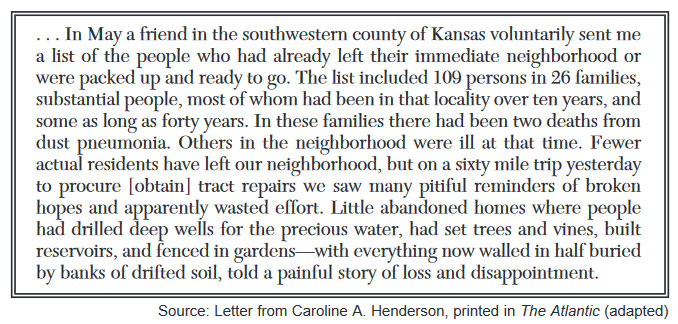 . . . In May a friend in the southwestern county of Kansas voluntarily sent me
a list of the people who had already left their immediate neighborhood or
were packed up and ready to go. The list included 109 persons in 26 families,
substantial people, most of whom had been in that locality over ten years, and
some as long as forty years. In these families there had been two deaths from
dust pneumonia. Others in the neighborhood were ill at that time. Fewer
actual residents have left our neighborhood, but on a sixty mile trip yesterday
to procure [obtain] tract repairs we saw many pitiful reminders of broken
hopes and apparently wasted effort. Little abandoned homes where people
had drilled deep wells for the precious water, had set trees and vines, built
reservoirs, and fenced in gardens—with everything now walled in half buried
by banks of drifted soil, told a painful story of loss and disappointment.
Source: Letter from Caroline A. Henderson, printed in The Atlantic (adapted)